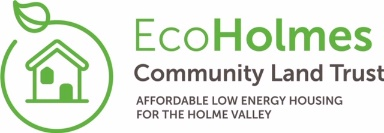 EcoHolmes
Community Land Trust
AFFORDABLE LOW ENERGY HOUSING
FOR THE HOLME VALLEY